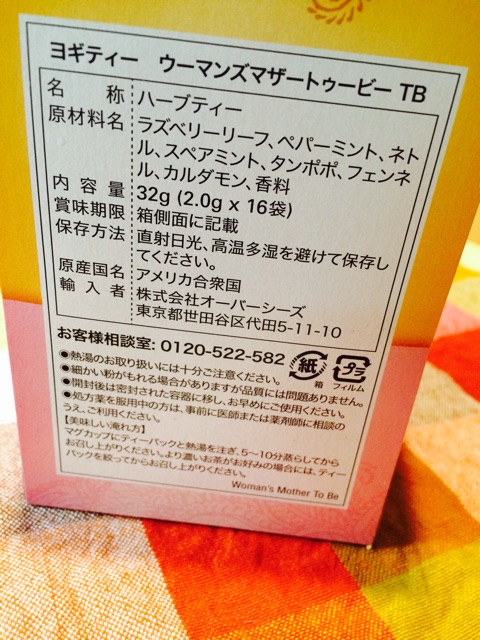 ヨギティー ウーマンズマザートゥービー TB
名称 ハーブティー
原材料名 ラズベリーリーフ、ペパーミント、ネト
ル、スペアミント、タンポポ、フェンネ
ル、カルダモン、香料
内容量 32g (2.0g x 16袋)
賞味期限 箱側面に記載
保存方法 直射日光、高温多湿を避けて保存し
てください。
原産国名 アメリカ合衆国
輸入者 株式会社オーバーシーズ
東京都世田谷区代田5-11-10
お客様相談室: 0120-522-582
紙 箱
プラ フィルム
●熱湯のお取り扱いには十分ご注意ください。
●細かい粉がもれる場合がありますが品質には問題ありません。
●開封後は密封された容器に移し、お早めにご使用ください。
●処方薬を服用中の方は、事前に医師または薬剤師に相談の
うえ、ご利用ください。
【美味しい淹れ方】
マグカップにティーバックと熱湯を注ぎ、5〜10分蒸らしてから
お召し上がりください。より濃いお茶がお好みの場合には、ティー
バックを絞ってからお召し上がりください。
Woman's Mother To Be